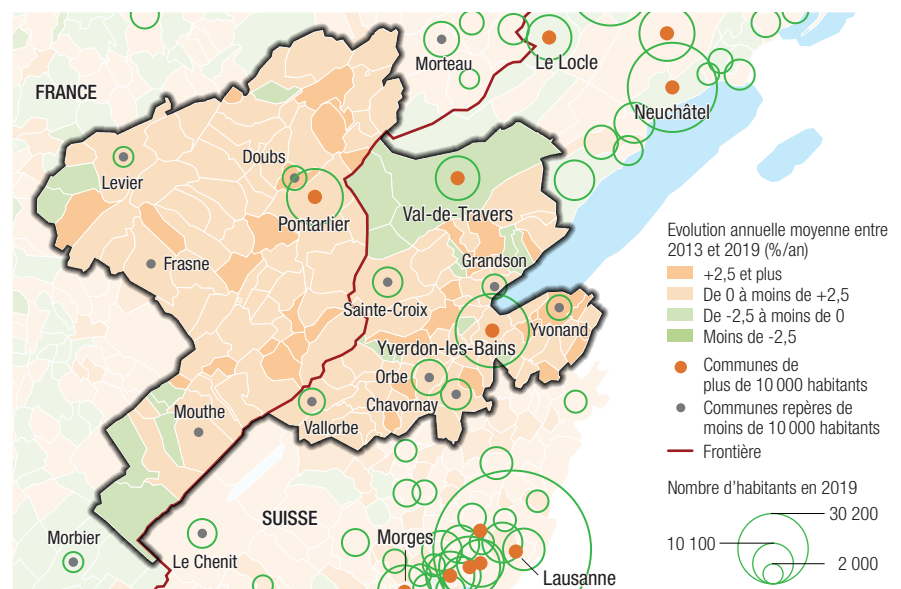 FRANCE
Morteau
Le Locle
Neuchâtel
Doubs
Levier
Pontarlier
Val-de-Travers
Frasne
Grandson
Sainte-Croix
Yvonand
Yverdon-les-Bains
Orbe
Chavornay
Mouthe
Vallorbe
SUISSE
Morbier
Le Chenit
Morges
Lausanne
Evolution annuelle moyenne entre
2013 et 2019 (%/an)
+2,5 et plus
De 0 à moins de +2,5
De -2,5 à moins de 0
Moins de -2,5
Communes de
plus de 10 000 habitants
Communes repères de
moins de 10 000 habitants
Frontière
Nombre d'habitants en 2019
30 200
10 100
2 000